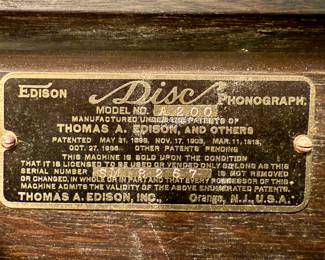 EDISON Disc PHONOGRAPH.
MODEL NO. A 200
MANUFACTURED UNDER THE PATENTS OF
THOMAS A. EDISON, AND OTHERS
PATENTED MAY 31, 1898, NOV. 17, 1903, MAR. 11, 1913,
OCT. 27, 1896. OTHER PATENTS PENDING
THIS MACHINE IS SOLD UPON THE CONDITION
THAT IT IS LICENSED TO BE USED OR VENDED ONLY SO LONG AS THIS
SERIAL NUMBER IS NOT REMOVED
OR CHANGED, IN WHOLE OR IN PART AND THAT EVERY POSSESSOR OF THIS
MACHINE ADMITS THE VALIDITY OF THE ABOVE ENUMERATED PATENTS.
THOMAS A. EDISON, INC., Orange, N.J., U.S.A.